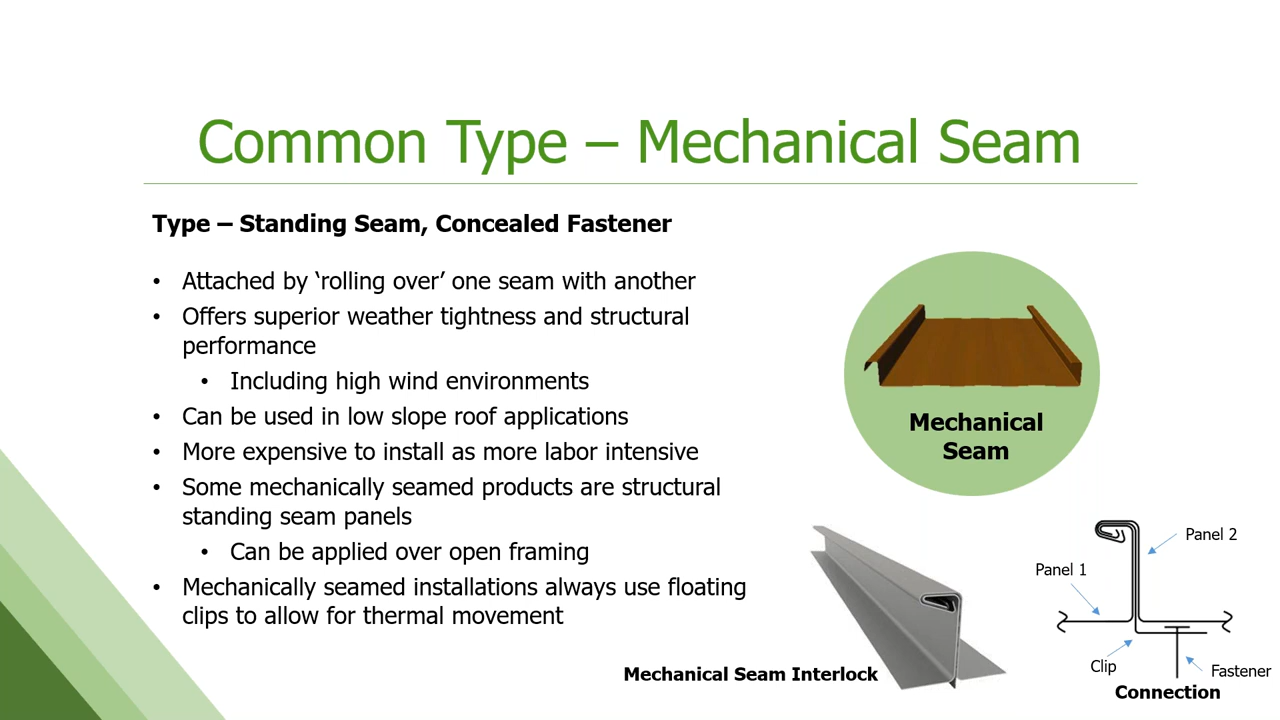 Common Type – Mechanical Seam
Type – Standing Seam, Concealed Fastener
• Attached by ‘rolling over’ one seam with another
• Offers superior weather tightness and structural
performance
• Including high wind environments
• Can be used in low slope roof applications
• More expensive to install as more labor intensive
• Some mechanically seamed products are structural
standing seam panels
• Can be applied over open framing
• Mechanically seamed installations always use floating
clips to allow for thermal movement
Mechanical
Seam
Mechanical Seam Interlock
Panel 2
Panel 1
Clip
Fastener
Connection